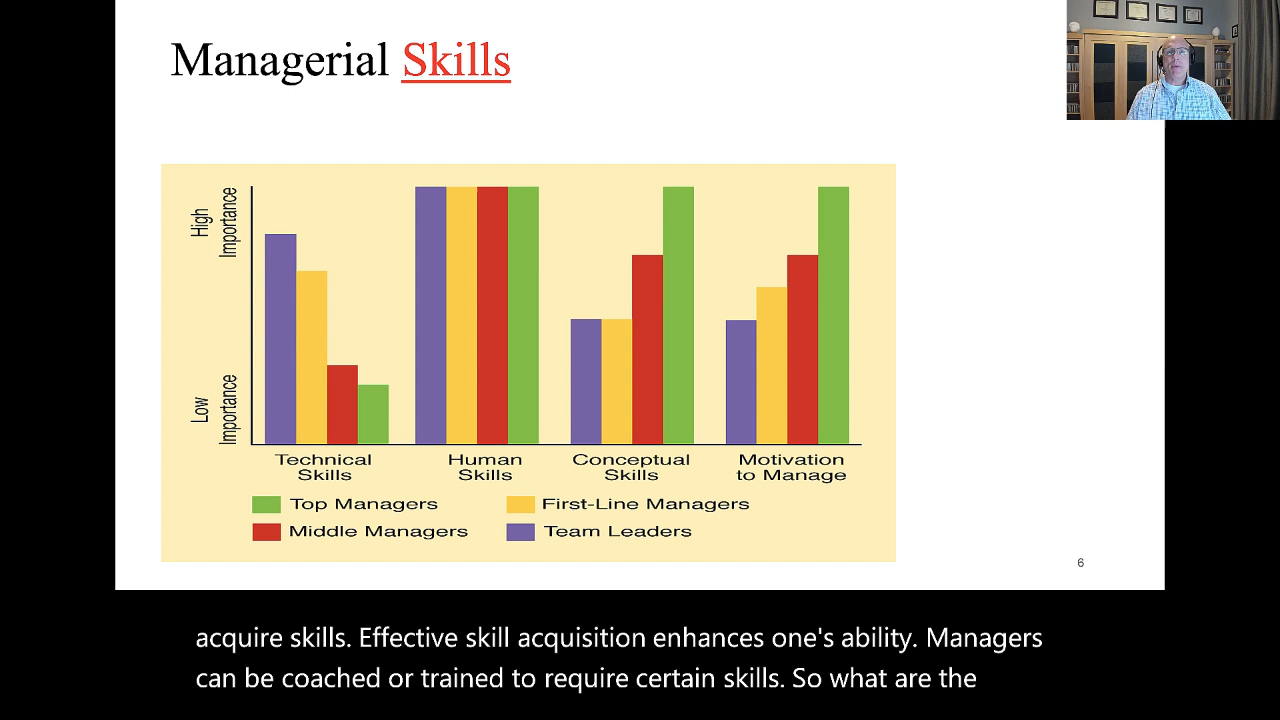 Managerial Skills
High
Importance
Low
Importance
Technical
Skills
Human
Skills
Conceptual
Skills
Motivation
to Manage
Top Managers
First-Line Managers
Middle Managers
Team Leaders
6
acquire skills. Effective skill acquisition enhances one's ability. Managers
can be coached or trained to require certain skills. So what are the